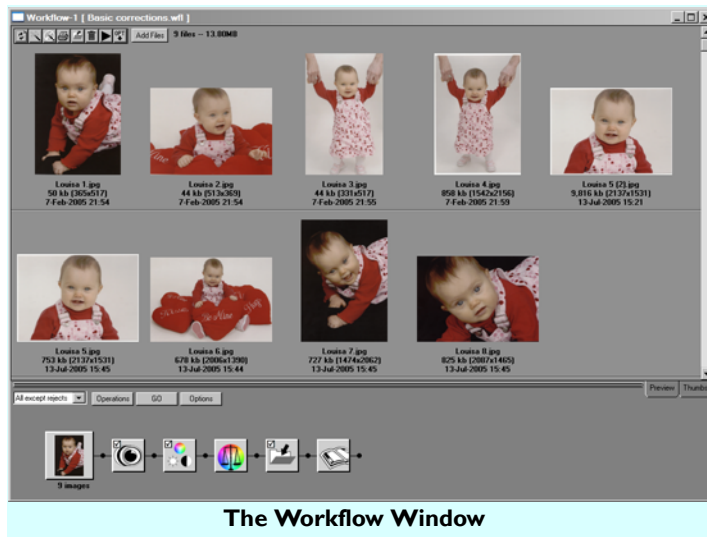 Workflow-1 [ Basic corrections.wfl ]
Add Files 9 files -- 13.80MB
Louisa 1.jpg
50 kb (365x517)
7-Feb-2005 21:54
Louisa 2.jpg
44 kb (513x369)
7-Feb-2005 21:54
Louisa 3.jpg
44 kb (331x517)
7-Feb-2005 21:55
Louisa 4.jpg
858 kb (1542x2156)
7-Feb-2005 21:59
Louisa 5 (2).jpg
9,816 kb (2137x1531)
13-Jul-2005 15:21
Louisa 5.jpg
753 kb (2137x1531)
13-Jul-2005 15:45
Louisa 6.jpg
678 kb (2006x1390)
13-Jul-2005 15:44
Louisa 7.jpg
727 kb (1474x2062)
13-Jul-2005 15:45
Louisa 8.jpg
825 kb (2087x1465)
13-Jul-2005 15:45
Preview Thumbs
All except rejects Operations GO Options
9 images
The Workflow Window